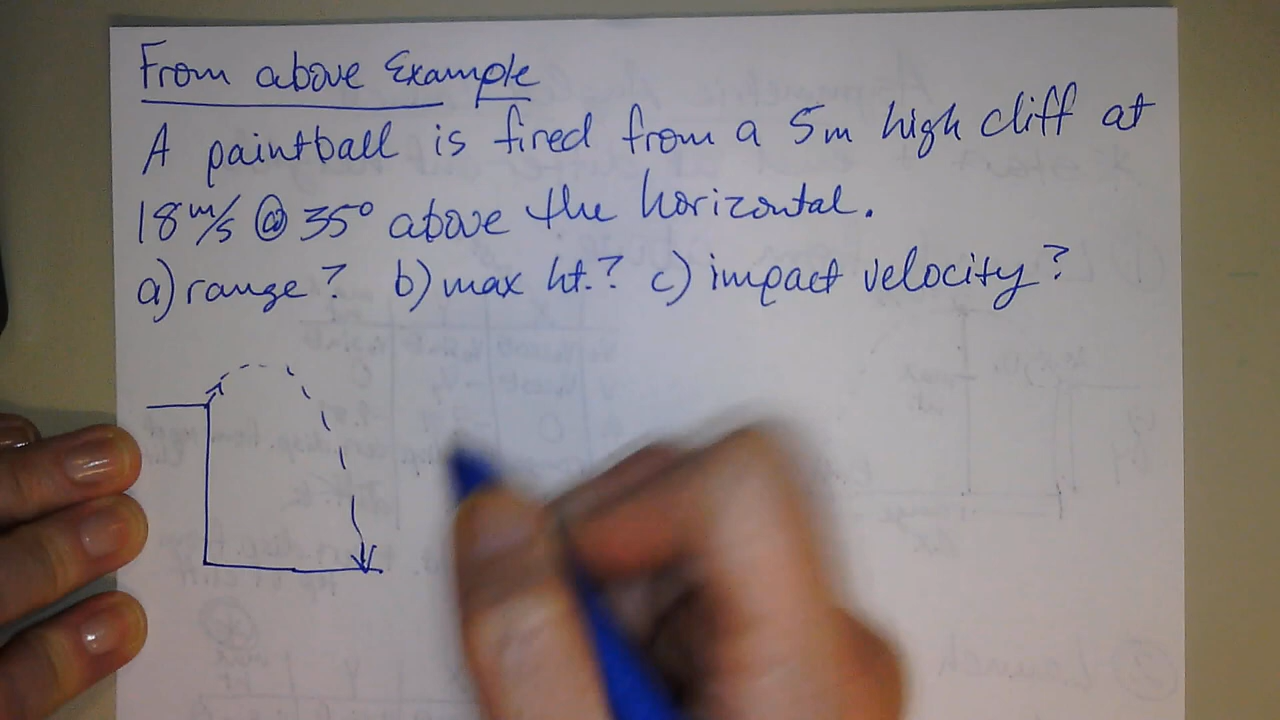 From above Example
A paintball is fired from a 5m high cliff at
18 m/s @ 35° above the horizontal.
a) range? b) max ht.? c) impact velocity?